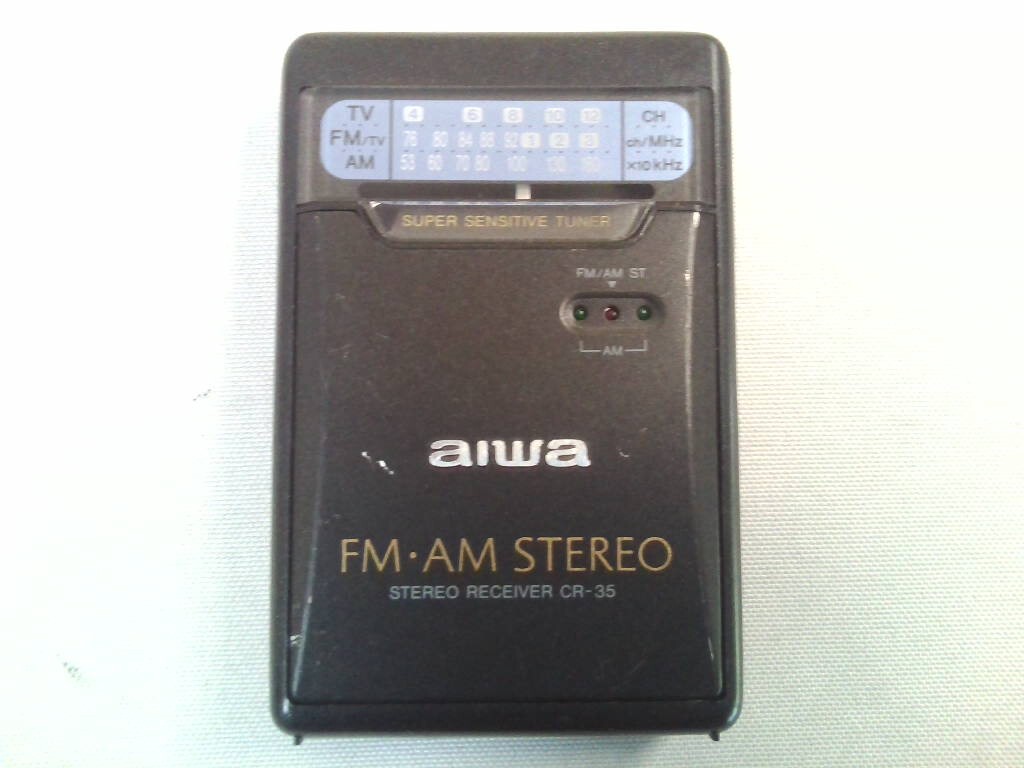 TV 4 6 8 10 12 CH
FM/TV 76 80 84 88 92 1 2 3 ch/MHz
AM 53 60 70 80 100 130 160 ×10 kHz
SUPER SENSITIVE TUNER
FM/AM ST
AM
aiwa
FM·AM STEREO
STEREO RECEIVER CR-35